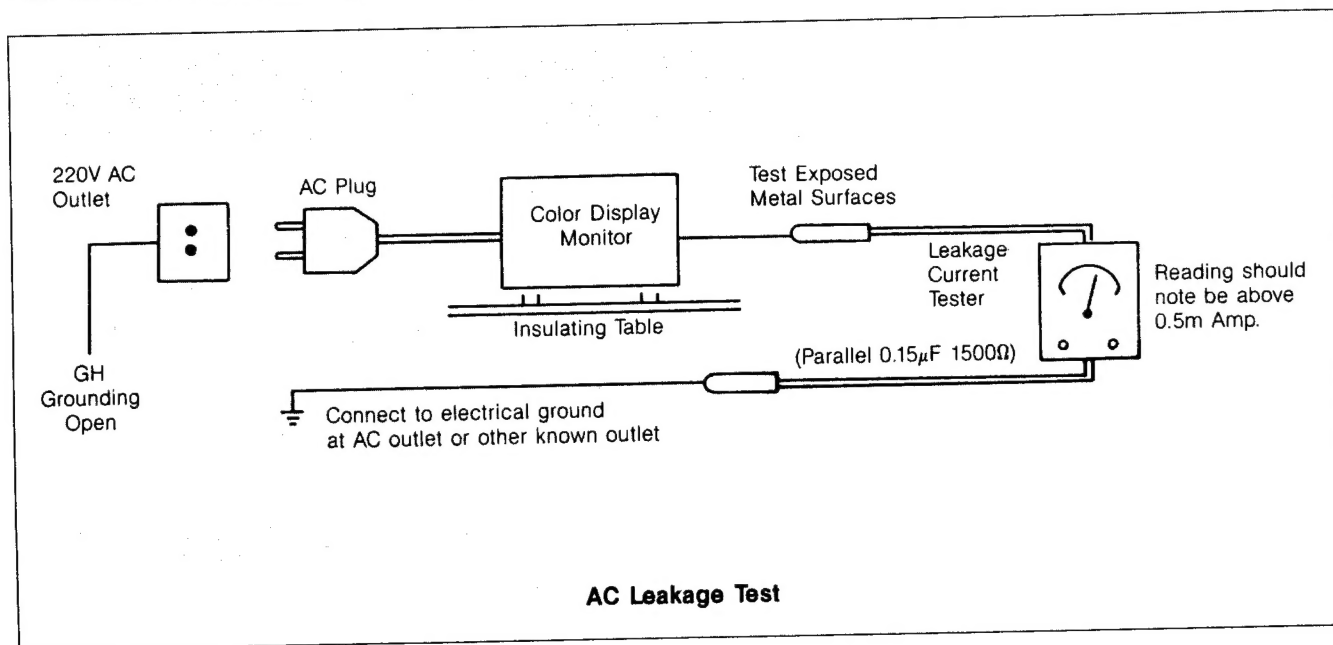 220V AC
Outlet
AC Plug
Color Display
Monitor
Test Exposed
Metal Surfaces
Leakage
Current
Tester
Reading should
note be above
0.5m Amp.
Insulating Table
(Parallel 0.15μF 1500Ω)
GH
Grounding
Open
Connect to electrical ground
at AC outlet or other known outlet
AC Leakage Test